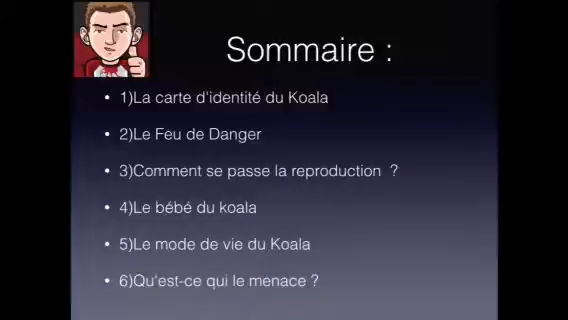 Sommaire :
• 1)La carte d'identité du Koala
• 2)Le Feu de Danger
• 3)Comment se passe la reproduction  ?
• 4)Le bébé du koala
• 5)Le mode de vie du Koala
• 6)Qu'est-ce qui le menace ?